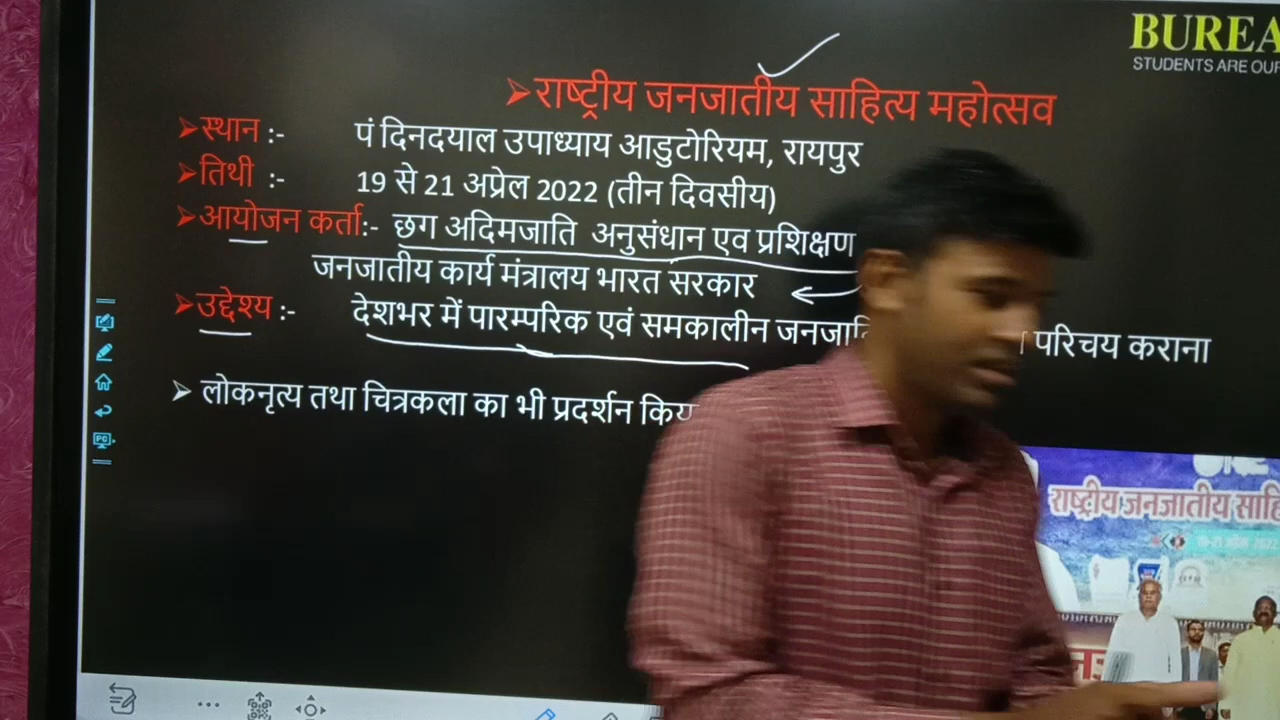 BUREA
STUDENTS ARE OUR
➤राष्ट्रीय जनजातीय साहित्य महोत्सव
➤स्थान :- पं दिनदयाल उपाध्याय आडुटोरियम, रायपुर
➤तिथी :- 19 से 21 अप्रेल 2022 (तीन दिवसीय)
➤आयोजन कर्ता:- छग अदिमजाति अनुसंधान एव प्रशिक्षण
जनजातीय कार्य मंत्रालय भारत सरकार
➤उद्देश्य :- देशभर में पारम्परिक एवं समकालीन परिचय कराना
➤ लोकनृत्य तथा चित्रकला का भी प्रदर्शन
राष्ट्रीय जनजातीय साहि
PC